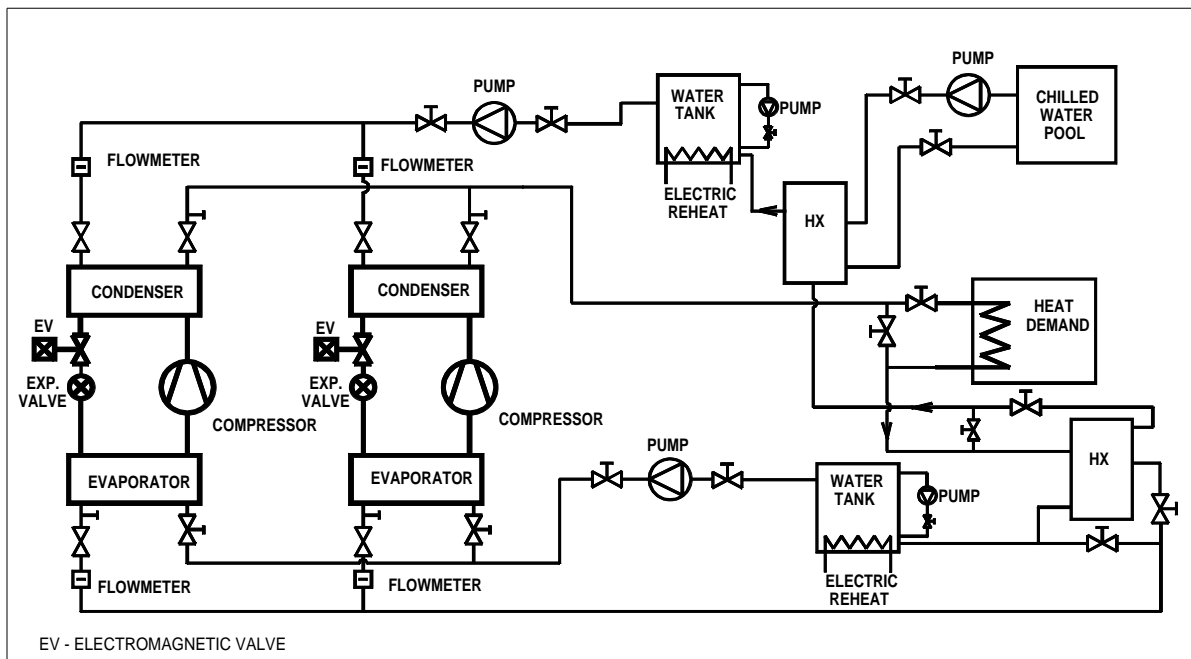 PUMP
WATER
TANK
PUMP
PUMP
CHILLED
WATER
POOL
FLOWMETER
FLOWMETER
ELECTRIC
REHEAT
HX
CONDENSER
CONDENSER
HEAT
DEMAND
EV
EV
EXP.
VALVE
COMPRESSOR
EXP.
VALVE
COMPRESSOR
PUMP
EVAPORATOR
EVAPORATOR
WATER
TANK
PUMP
HX
FLOWMETER
FLOWMETER
ELECTRIC
REHEAT
EV - ELECTROMAGNETIC VALVE